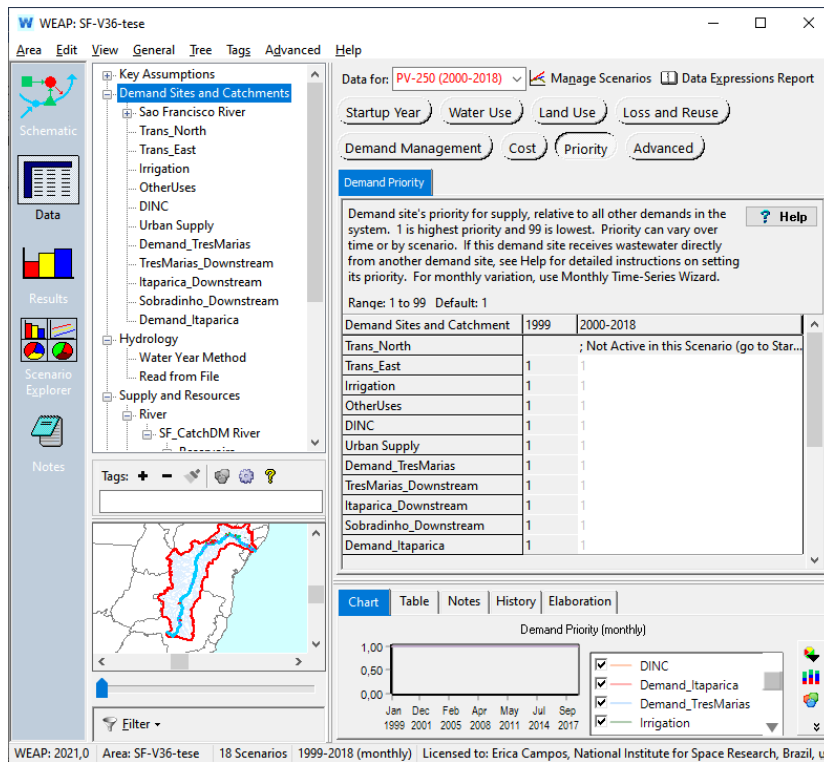 WEAP: SF-V36-tese
Area Edit View General Tree Tags Advanced Help
Schematic
Data
Results
Scenario
Explorer
Notes
Key Assumptions
Demand Sites and Catchments
Sao Francisco River
Trans_North
Trans_East
Irrigation
OtherUses
DINC
Urban Supply
Demand_TresMarias
TresMarias_Downstream
Itaparica_Downstream
Sobradinho_Downstream
Demand_Itaparica
Hydrology
Water Year Method
Read from File
Supply and Resources
River
SF_CatchDM River
Tags:
Filter
Data for: PV-250 (2000-2018) Manage Scenarios Data Expressions Report
Startup Year Water Use Land Use Loss and Reuse
Demand Management Cost Priority Advanced
Demand Priority
Demand site's priority for supply, relative to all other demands in the
system. 1 is highest priority and 99 is lowest. Priority can vary over
time or by scenario. If this demand site receives wastewater directly
from another demand site, see Help for detailed instructions on setting
its priority. For monthly variation, use Monthly Time-Series Wizard.
? Help
Range: 1 to 99 Default: 1
Demand Sites and Catchment 1999 2000-2018
Trans_North ; Not Active in this Scenario (go to Star...
Trans_East 1 1
Irrigation 1 1
OtherUses 1 1
DINC 1 1
Urban Supply 1 1
Demand_TresMarias 1 1
TresMarias_Downstream 1 1
Itaparica_Downstream 1 1
Sobradinho_Downstream 1 1
Demand_Itaparica 1 1
Chart Table Notes History Elaboration
Demand Priority (monthly)
1,00
0,50
0,00
Jan Dec Feb Apr May Jul Sep
1999 2001 2005 2008 2011 2014 2017
DINC
Demand_Itaparica
Demand_TresMarias
Irrigation
WEAP: 2021,0 Area: SF-V36-tese 18 Scenarios 1999-2018 (monthly) Licensed to: Erica Campos, National Institute for Space Research, Brazil, u